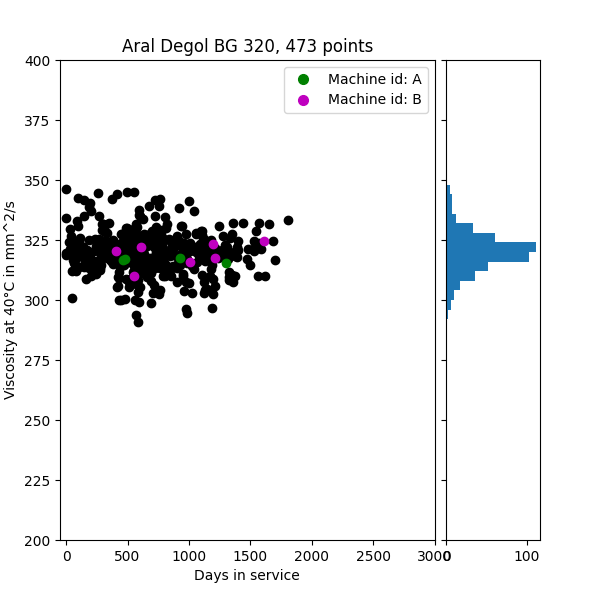 Aral Degol BG 320, 473 points
Machine id: A
Machine id: B
400
375
350
325
300
275
250
225
200
Viscosity at 40°C in mm^2/s
0 500 1000 1500 2000 2500 3000
0 100
Days in service